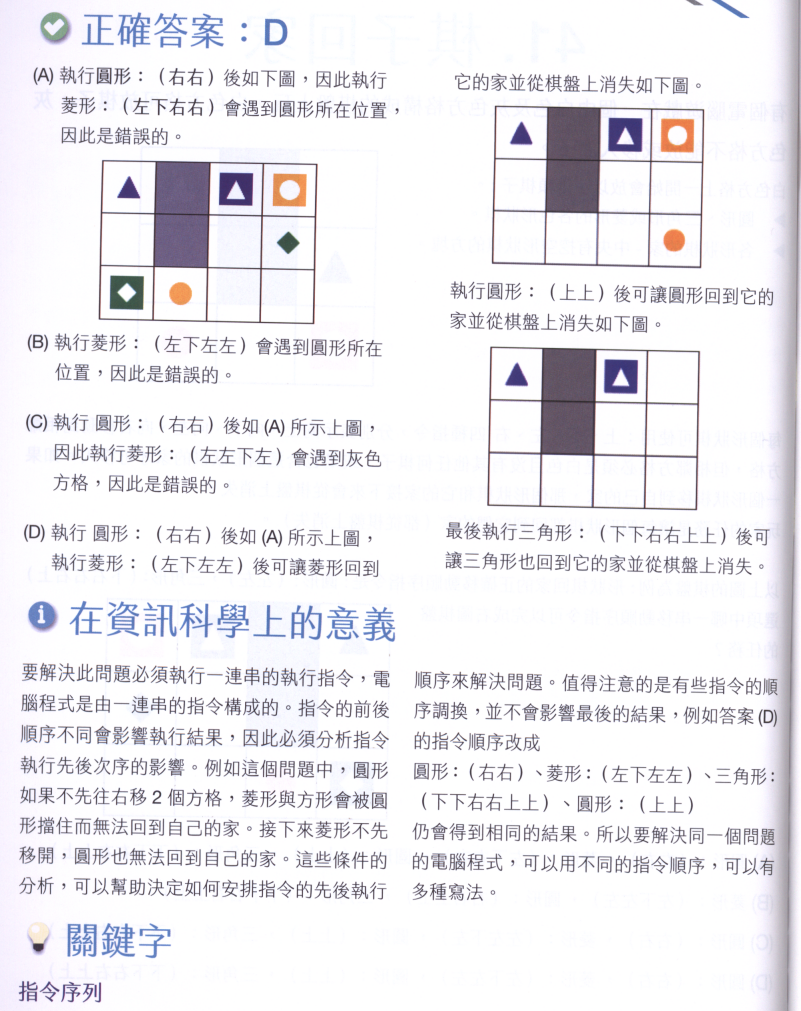 正確答案：D
(A) 執行圓形：（右右）後如下圖，因此執行
菱形：（左下右右）會遇到圓形所在位置，
因此是錯誤的。
(B) 執行菱形：（左下左左）會遇到圓形所在
位置，因此是錯誤的。
(C) 執行 圓形：（右右）後如 (A) 所示上圖，
因此執行菱形：（左左下左）會遇到灰色
方格，因此是錯誤的。
(D) 執行 圓形：（右右）後如 (A) 所示上圖，
執行菱形：（左下左左）後可讓菱形回到
它的家並從棋盤上消失如下圖。
執行圓形：（上上）後可讓圓形回到它的
家並從棋盤上消失如下圖。
最後執行三角形：（下下右右上上）後可
讓三角形也回到它的家並從棋盤上消失。
在資訊科學上的意義
要解決此問題必須執行一連串的執行指令，電
腦程式是由一連串的指令構成的。指令的前後
順序不同會影響執行結果，因此必須分析指令
執行先後次序的影響。例如這個問題中，圓形
如果不先往右移 2 個方格，菱形與方形會被圓
形擋住而無法回到自己的家。接下來菱形不先
移開，圓形也無法回到自己的家。這些條件的
分析，可以幫助決定如何安排指令的先後執行
順序來解決問題。值得注意的是有些指令的順
序調換，並不會影響最後的結果，例如答案 (D)
的指令順序改成
圓形：（右右）、菱形：（左下左左）、三角形：
（下下右右上上）、圓形：（上上）
仍會得到相同的結果。所以要解決同一個問題
的電腦程式，可以用不同的指令順序，可以有
多種寫法。
關鍵字
指令序列